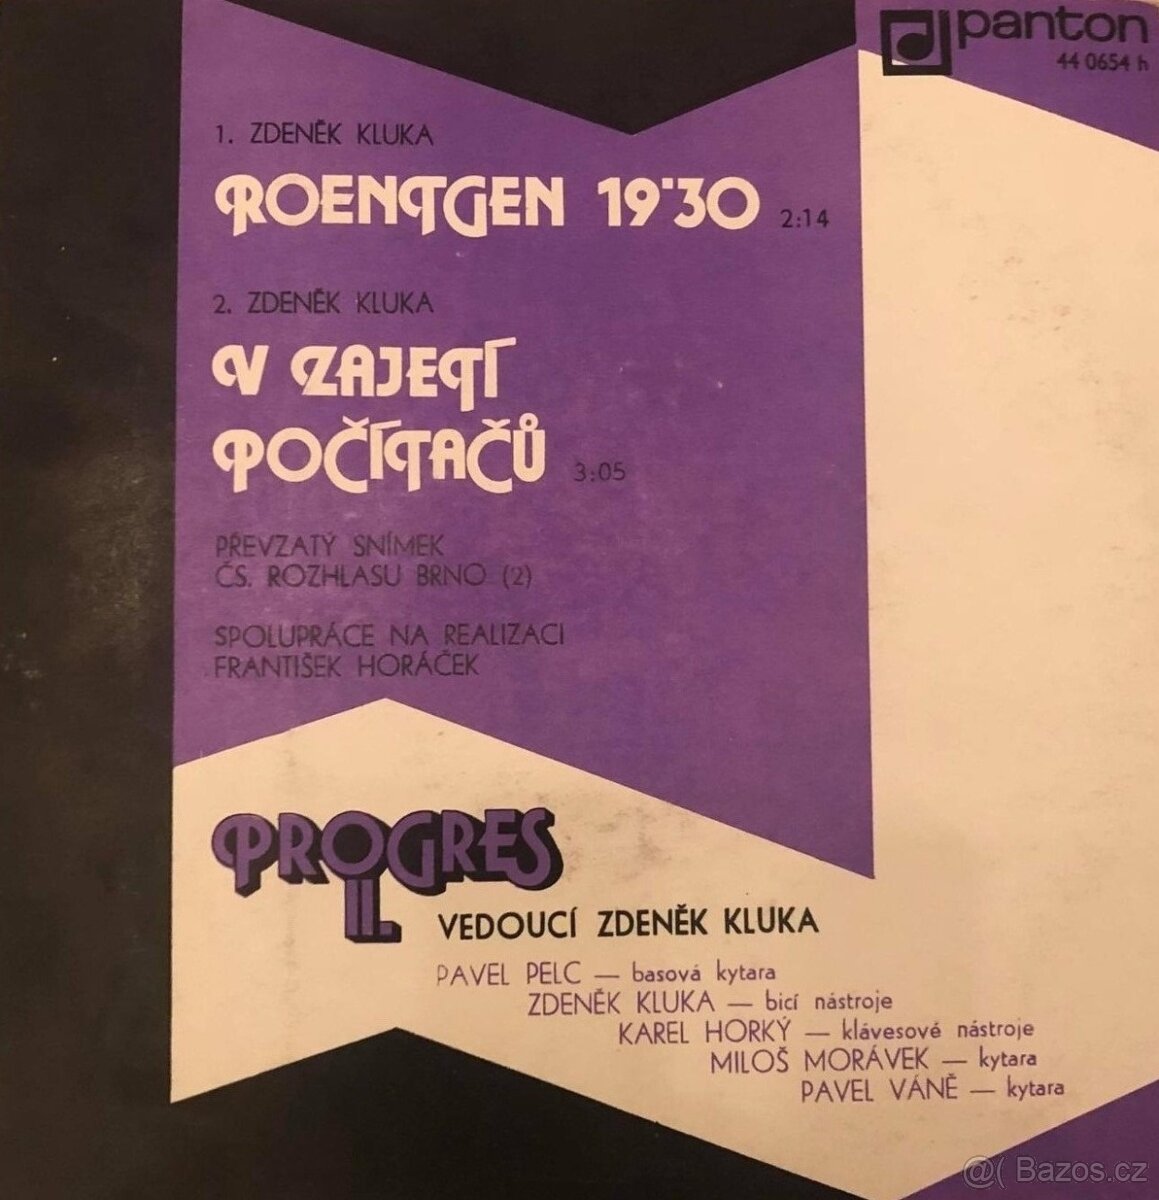 panton
44 0654 h
1. ZDENĚK KLUKA
ROENTGEN 19'30 2:14
2. ZDENĚK KLUKA
V ZAJETÍ
POČÍTAČŮ 3:05
PŘEVZATÝ SNÍMEK
ČS. ROZHLASU BRNO (2)
SPOLUPRÁCE NA REALIZACI
FRANTIŠEK HORÁČEK
PROGRES
II.
VEDOUCÍ ZDENĚK KLUKA
PAVEL PELC — basová kytara
ZDENĚK KLUKA — bicí nástroje
KAREL HORKÝ — klávesové nástroje
MILOŠ MORÁVEK — kytara
PAVEL VÁNĚ — kytara
@( Bazos.cz